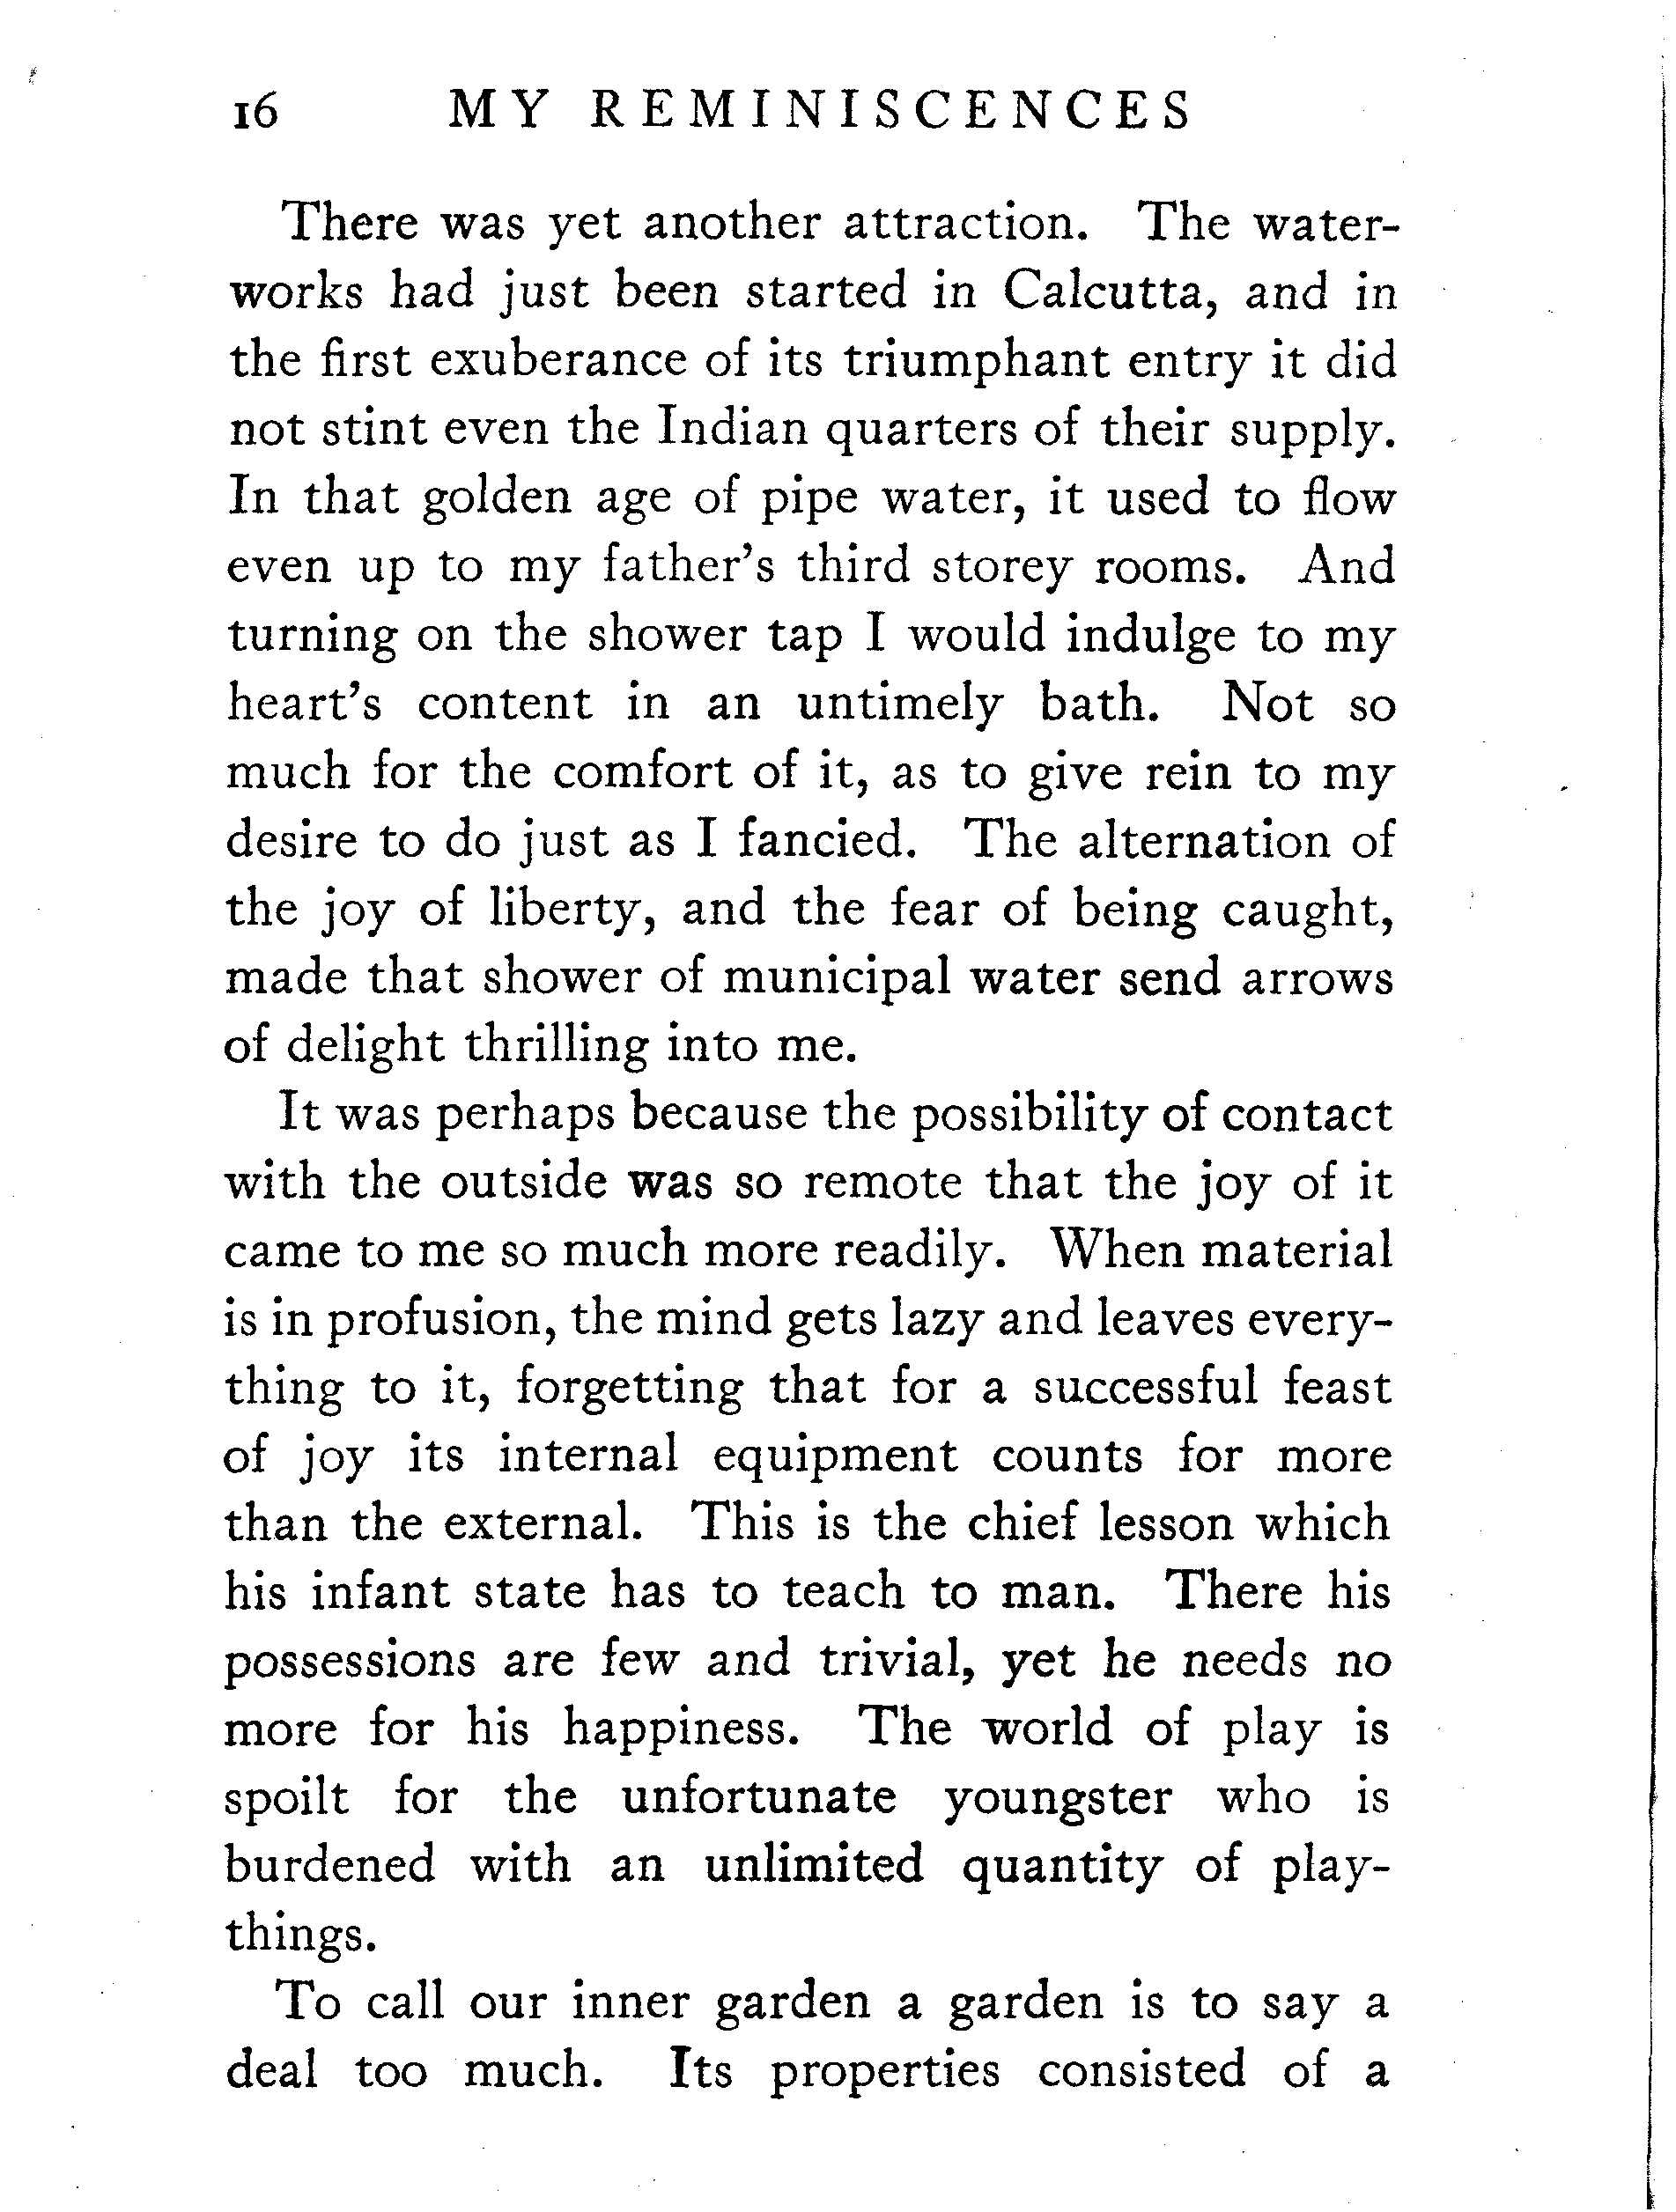 16 MY REMINISCENCES
There was yet another attraction. The water-
works had just been started in Calcutta, and in
the first exuberance of its triumphant entry it did
not stint even the Indian quarters of their supply.
In that golden age of pipe water, it used to flow
even up to my father's third storey rooms. And
turning on the shower tap I would indulge to my
heart's content in an untimely bath. Not so
much for the comfort of it, as to give rein to my
desire to do just as I fancied. The alternation of
the joy of liberty, and the fear of being caught,
made that shower of municipal water send arrows
of delight thrilling into me.
It was perhaps because the possibility of contact
with the outside was so remote that the joy of it
came to me so much more readily. When material
is in profusion, the mind gets lazy and leaves every-
thing to it, forgetting that for a successful feast
of joy its internal equipment counts for more
than the external. This is the chief lesson which
his infant state has to teach to man. There his
possessions are few and trivial, yet he needs no
more for his happiness. The world of play is
spoilt for the unfortunate youngster who is
burdened with an unlimited quantity of play-
things.
To call our inner garden a garden is to say a
deal too much. Its properties consisted of a